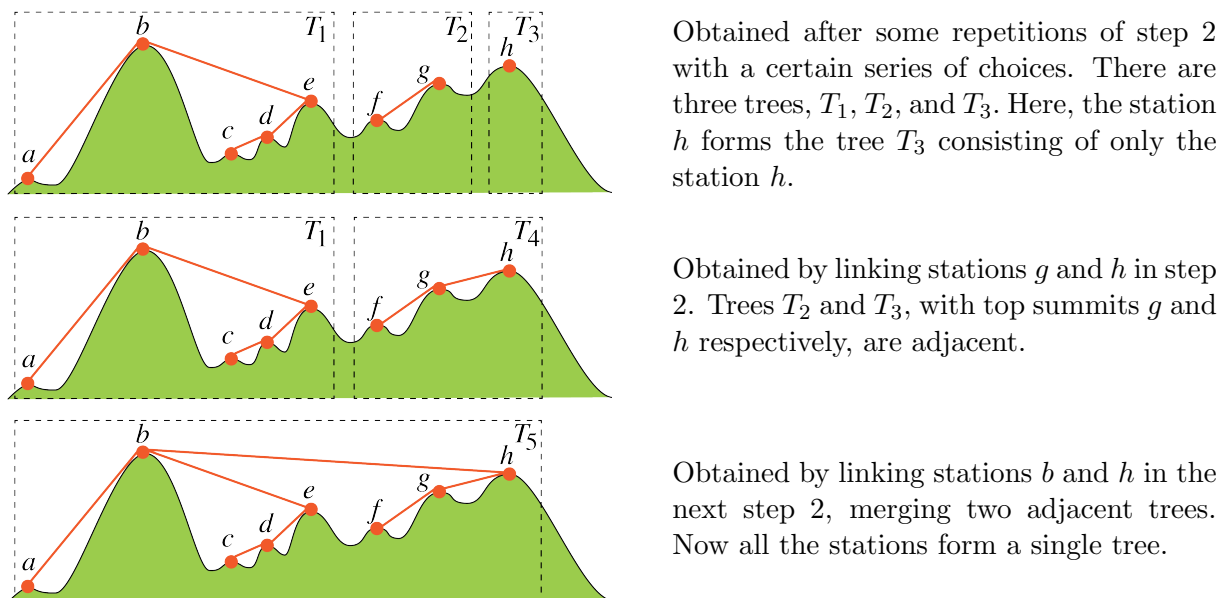 b T₁ T₂ T₃
h
g
e
f
d
c
a
Obtained after some repetitions of step 2
with a certain series of choices. There are
three trees, T₁, T₂, and T₃. Here, the station
h forms the tree T₃ consisting of only the
station h.
b T₁ T₄
h
g
e
f
d
c
a
Obtained by linking stations g and h in step
2. Trees T₂ and T₃, with top summits g and
h respectively, are adjacent.
b T₅
h
g
e
f
d
c
a
Obtained by linking stations b and h in the
next step 2, merging two adjacent trees.
Now all the stations form a single tree.